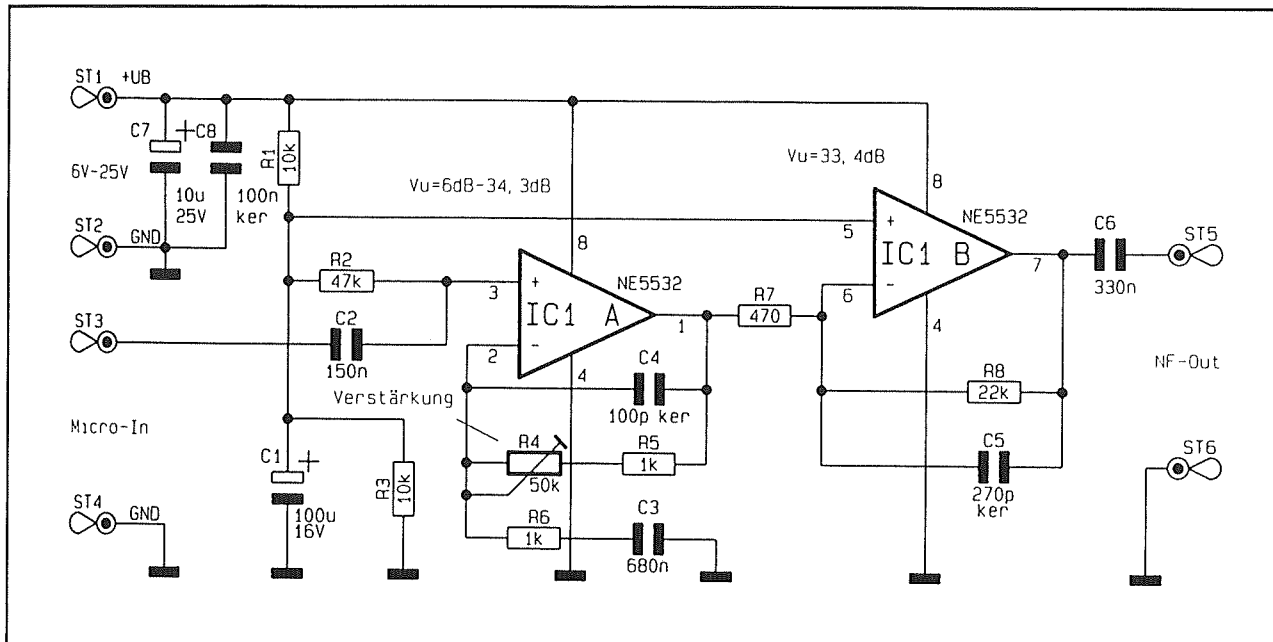 ST1 +UB
C7 + C8
R1
10k
6V-25V
10u
25V
100n
ker
Vu=6dB-34,3dB
Vu=33,4dB
8
ST2 GND
5 +
NE5532
C6
ST5
IC1 B
7
6 -
330n
8
R2
47k
NE5532
3 +
IC1 A
1
R7
470
4
ST3
C2
150n
2 -
4
C4
100p ker
R8
22k
NF-Out
Verstärkung
Micro-In
R4
50k
R5
1k
C5
270p
ker
ST6
C1 +
100u
16V
R3
10k
ST4 GND
R6
1k
C3
680n